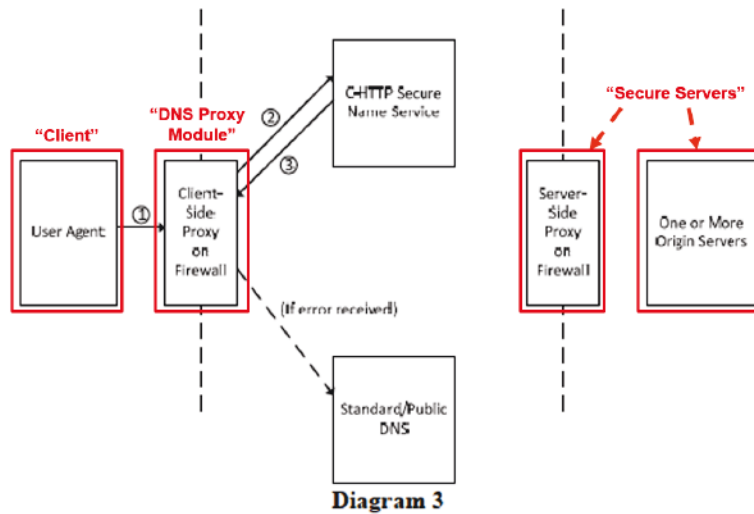 C-HTTP Secure
Name Service
"DNS Proxy
Module"
"Secure Servers"
"Client"
②
③
①
User Agent
Client-
Side
Proxy
on
Firewall
Server-
Side
Proxy
on
Firewall
One or More
Origin Servers
(If error received)
Standard/Public
DNS
Diagram 3